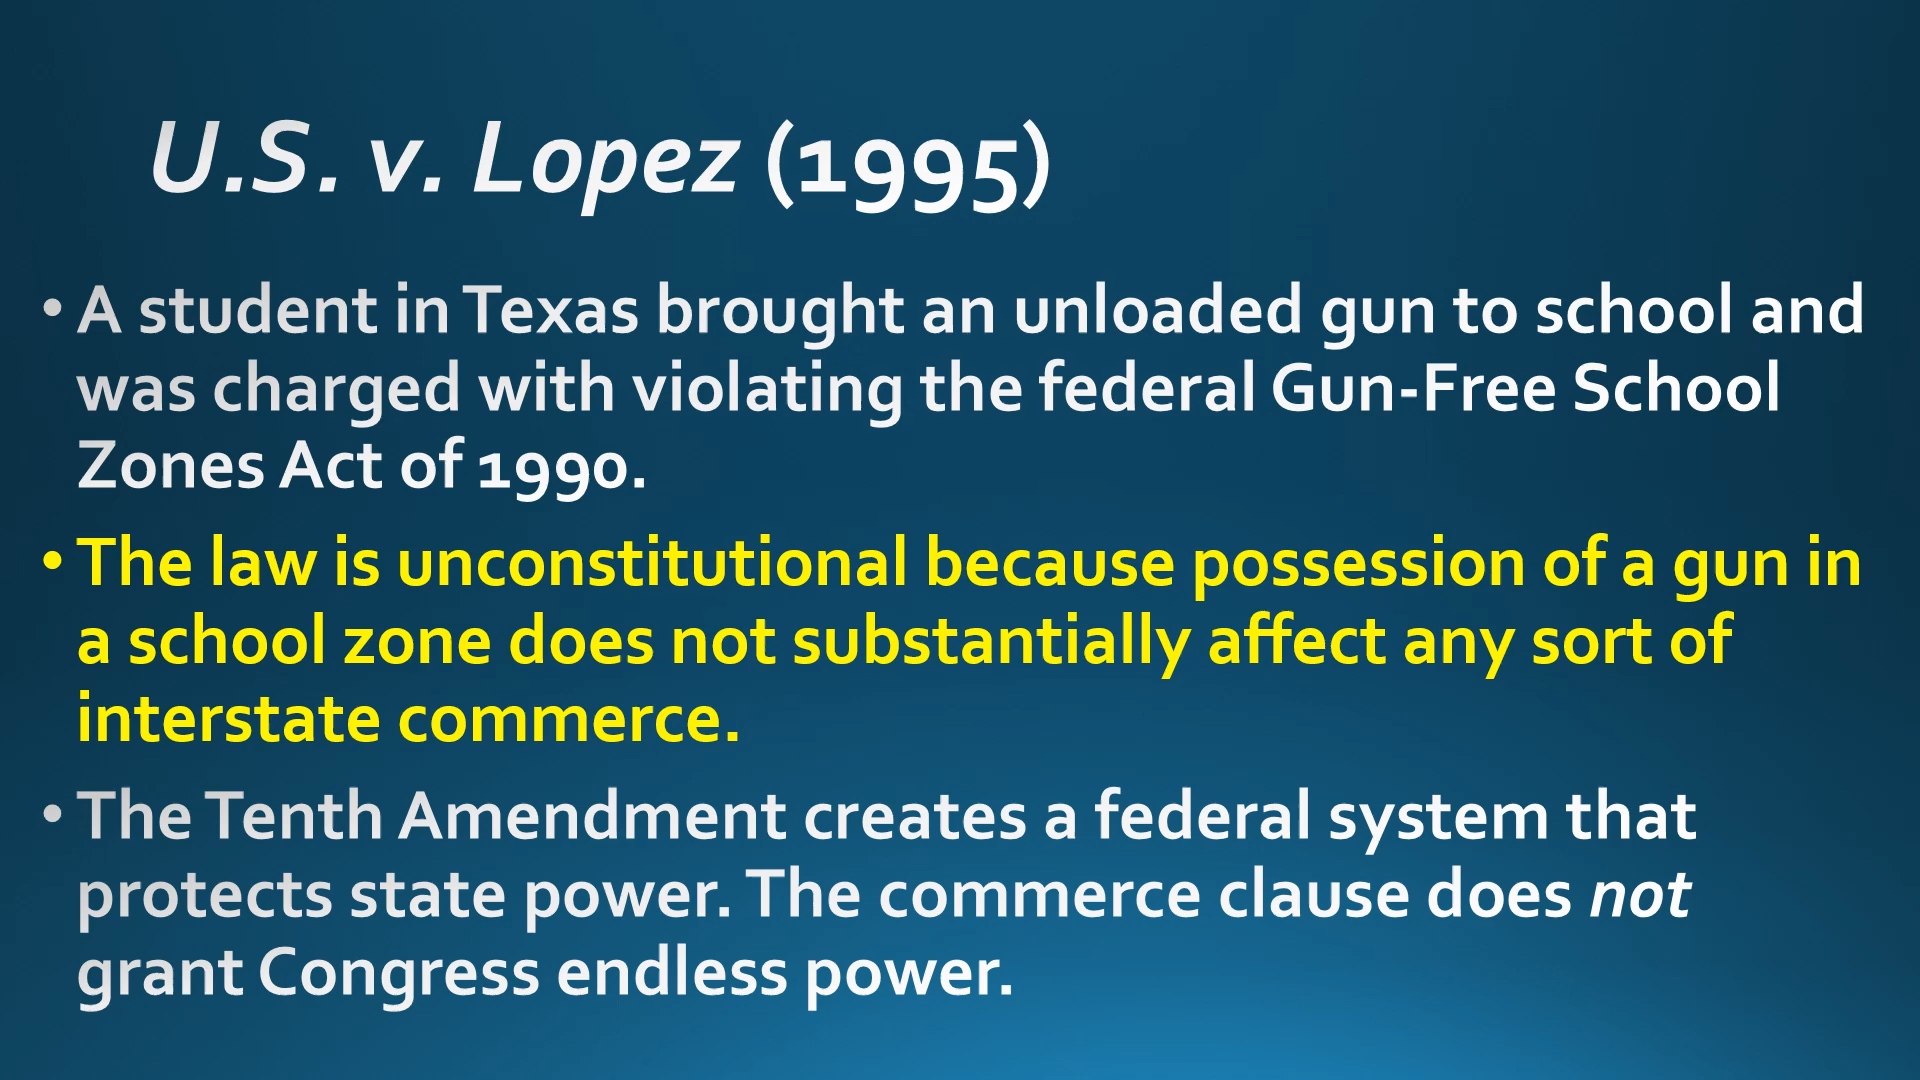 U.S. v. Lopez (1995)
• A student in Texas brought an unloaded gun to school and
was charged with violating the federal Gun-Free School
Zones Act of 1990.
• The law is unconstitutional because possession of a gun in
a school zone does not substantially affect any sort of
interstate commerce.
• The Tenth Amendment creates a federal system that
protects state power. The commerce clause does not
grant Congress endless power.